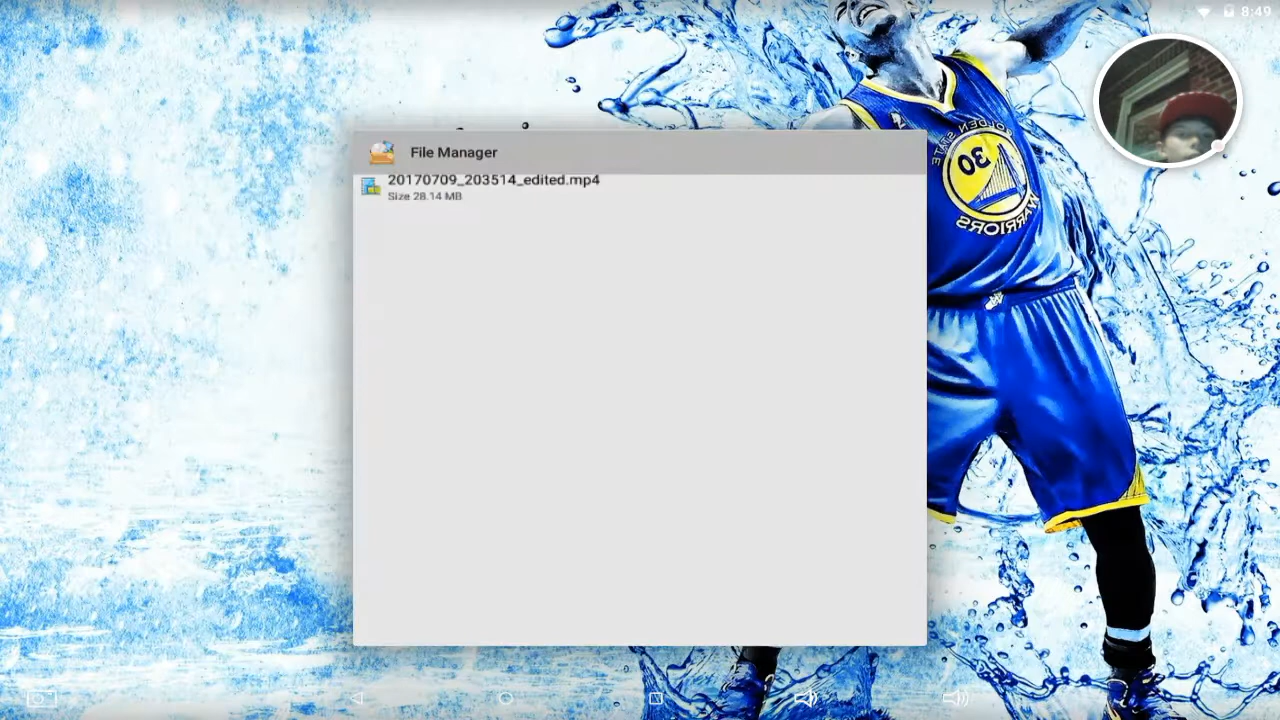 8:49
File Manager
20170709_203514_edited.mp4
Size 28.14 MB
GOLDEN STATE
30
WARRIORS